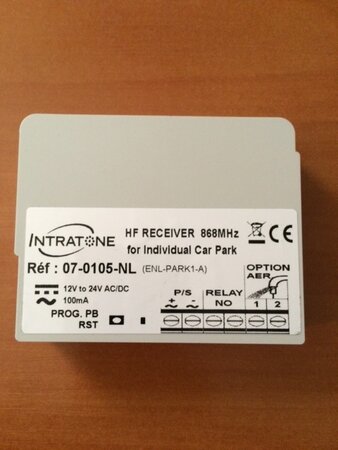 INTRATONE
HF RECEIVER 868MHz
for Individual Car Park
CE
Réf : 07-0105-NL (ENL-PARK1-A)
12V to 24V AC/DC
100mA
PROG. PB
RST
P/S
+ -
~ ~
RELAY
NO
OPTION
AER
1 2